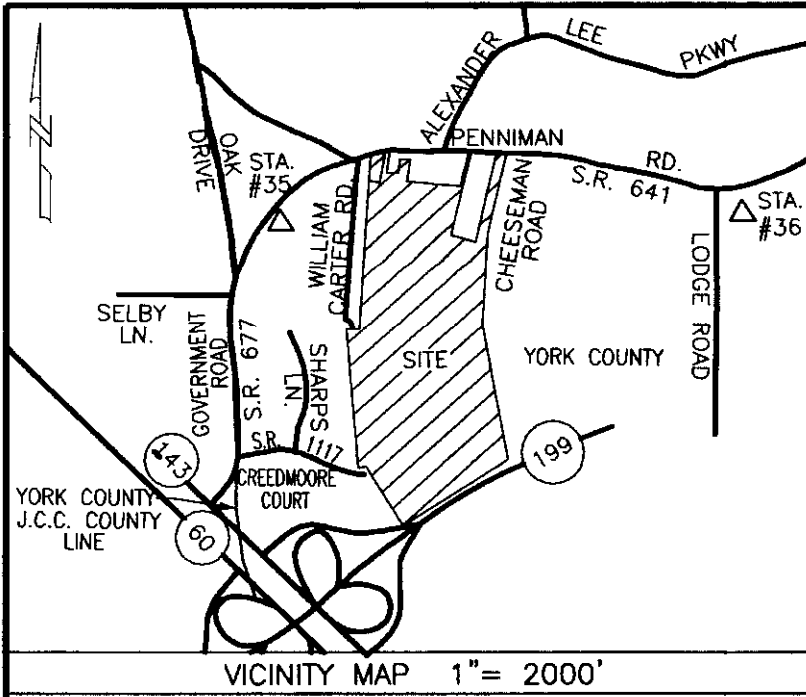 LEE
PKWY
ALEXANDER
PENNIMAN
RD.
S.R. 641
OAK
DRIVE
STA.
#35
STA.
#36
N
WILLIAM
CARTER RD.
CHEESEMAN
ROAD
LODGE ROAD
SELBY
LN.
GOVERNMENT
ROAD
S.R. 677
SHARPS
LN.
SITE
YORK COUNTY
S.R. 1117
CREEDMOORE
COURT
199
143
60
YORK COUNTY
J.C.C. COUNTY
LINE
VICINITY MAP 1"= 2000'